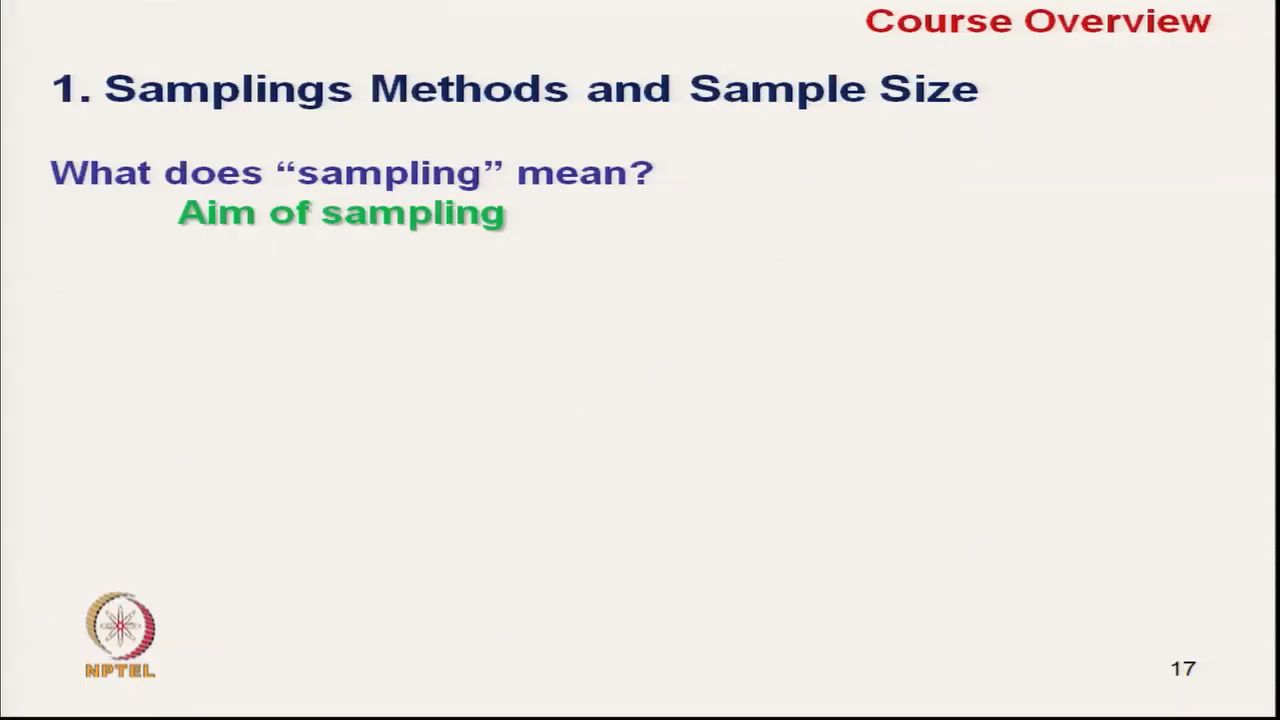 Course Overview
1. Samplings Methods and Sample Size
What does “sampling” mean?
Aim of sampling
NPTEL
17